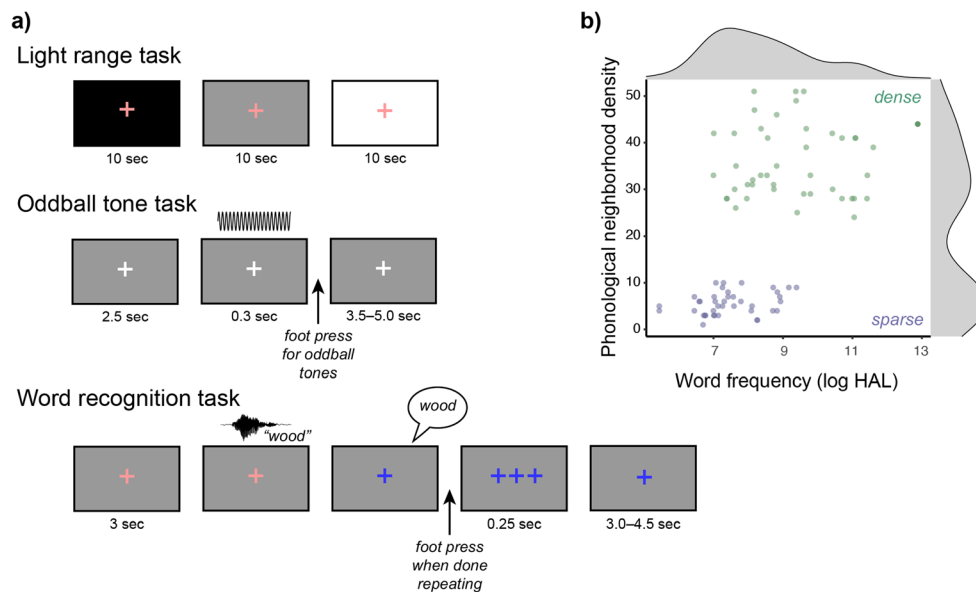 a)
Light range task
10 sec
10 sec
10 sec
Oddball tone task
2.5 sec
0.3 sec
3.5–5.0 sec
foot press
for oddball
tones
Word recognition task
"wood"
wood
3 sec
0.25 sec
3.0–4.5 sec
foot press
when done
repeating
b)
Phonological neighborhood density
50
40
30
20
10
0
dense
sparse
7
9
11
13
Word frequency (log HAL)